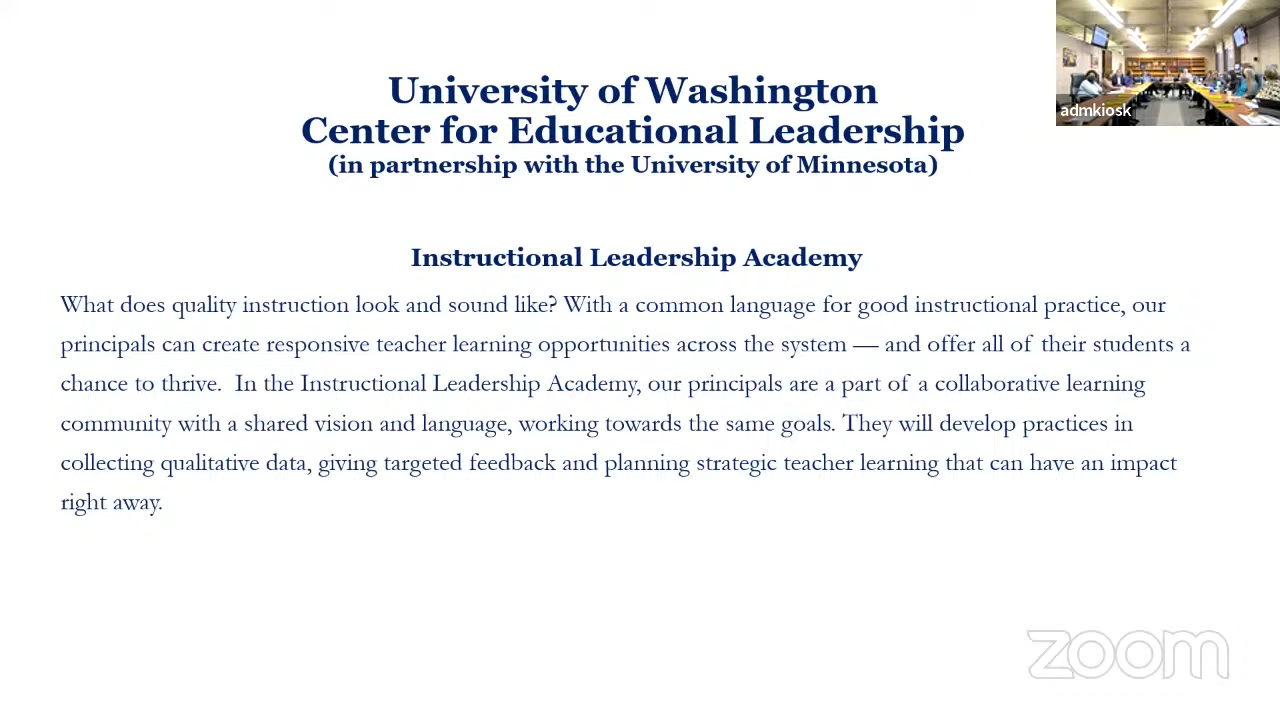 University of Washington
Center for Educational Leadership
(in partnership with the University of Minnesota)
admkiosk
Instructional Leadership Academy
What does quality instruction look and sound like? With a common language for good instructional practice, our
principals can create responsive teacher learning opportunities across the system — and offer all of their students a
chance to thrive.  In the Instructional Leadership Academy, our principals are a part of a collaborative learning
community with a shared vision and language, working towards the same goals. They will develop practices in
collecting qualitative data, giving targeted feedback and planning strategic teacher learning that can have an impact
right away.
zoom